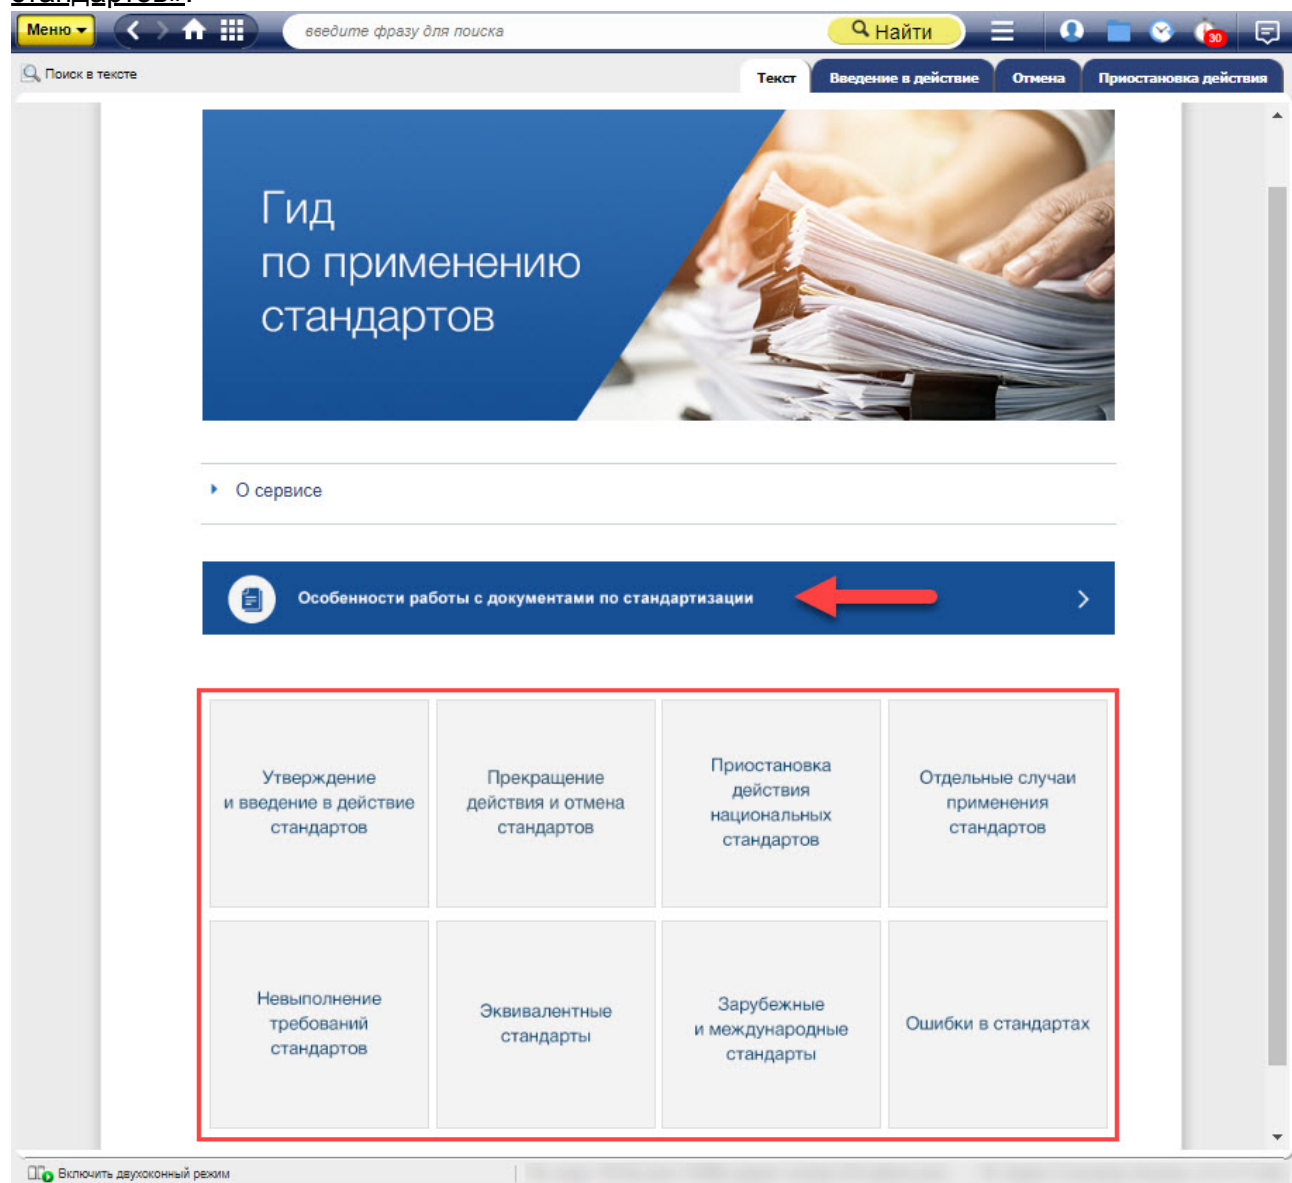 стандартов».
Меню
введите фразу для поиска
Найти
30
Поиск в тексте
Текст
Введение в действие
Отмена
Приостановка действия
Гид
по применению
стандартов
О сервисе
Особенности работы с документами по стандартизации
Утверждение
и введение в действие
стандартов
Прекращение
действия и отмена
стандартов
Приостановка
действия
национальных
стандартов
Отдельные случаи
применения
стандартов
Невыполнение
требований
стандартов
Эквивалентные
стандарты
Зарубежные
и международные
стандарты
Ошибки в стандартах
Включить двухоконный режим